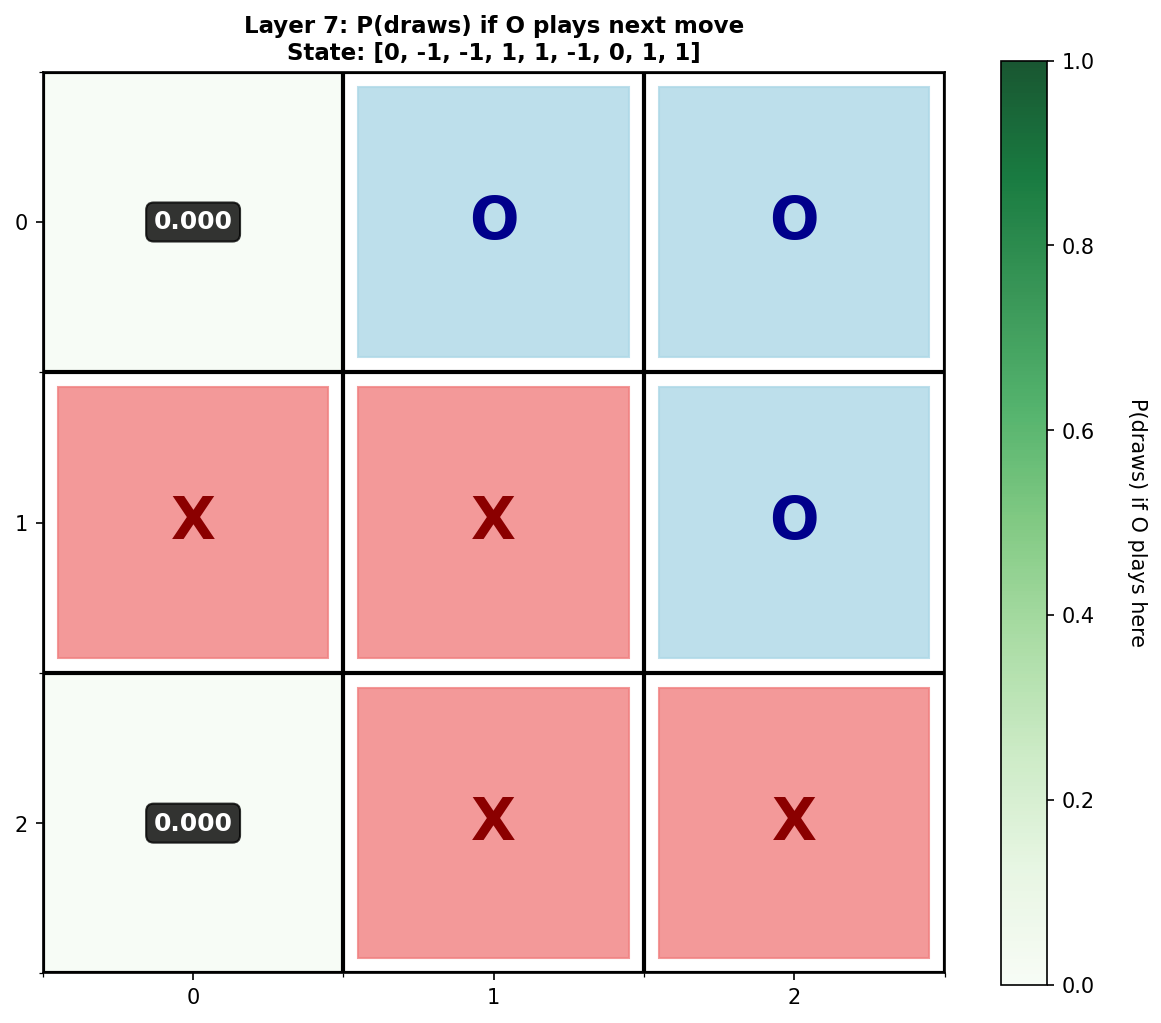 Layer 7: P(draws) if O plays next move
State: [0, -1, -1, 1, 1, -1, 0, 1, 1]
0
0.000
O
O
1
X
X
O
2
0.000
X
X
0
1
2
1.0
0.8
0.6
0.4
0.2
0.0
P(draws) if O plays here